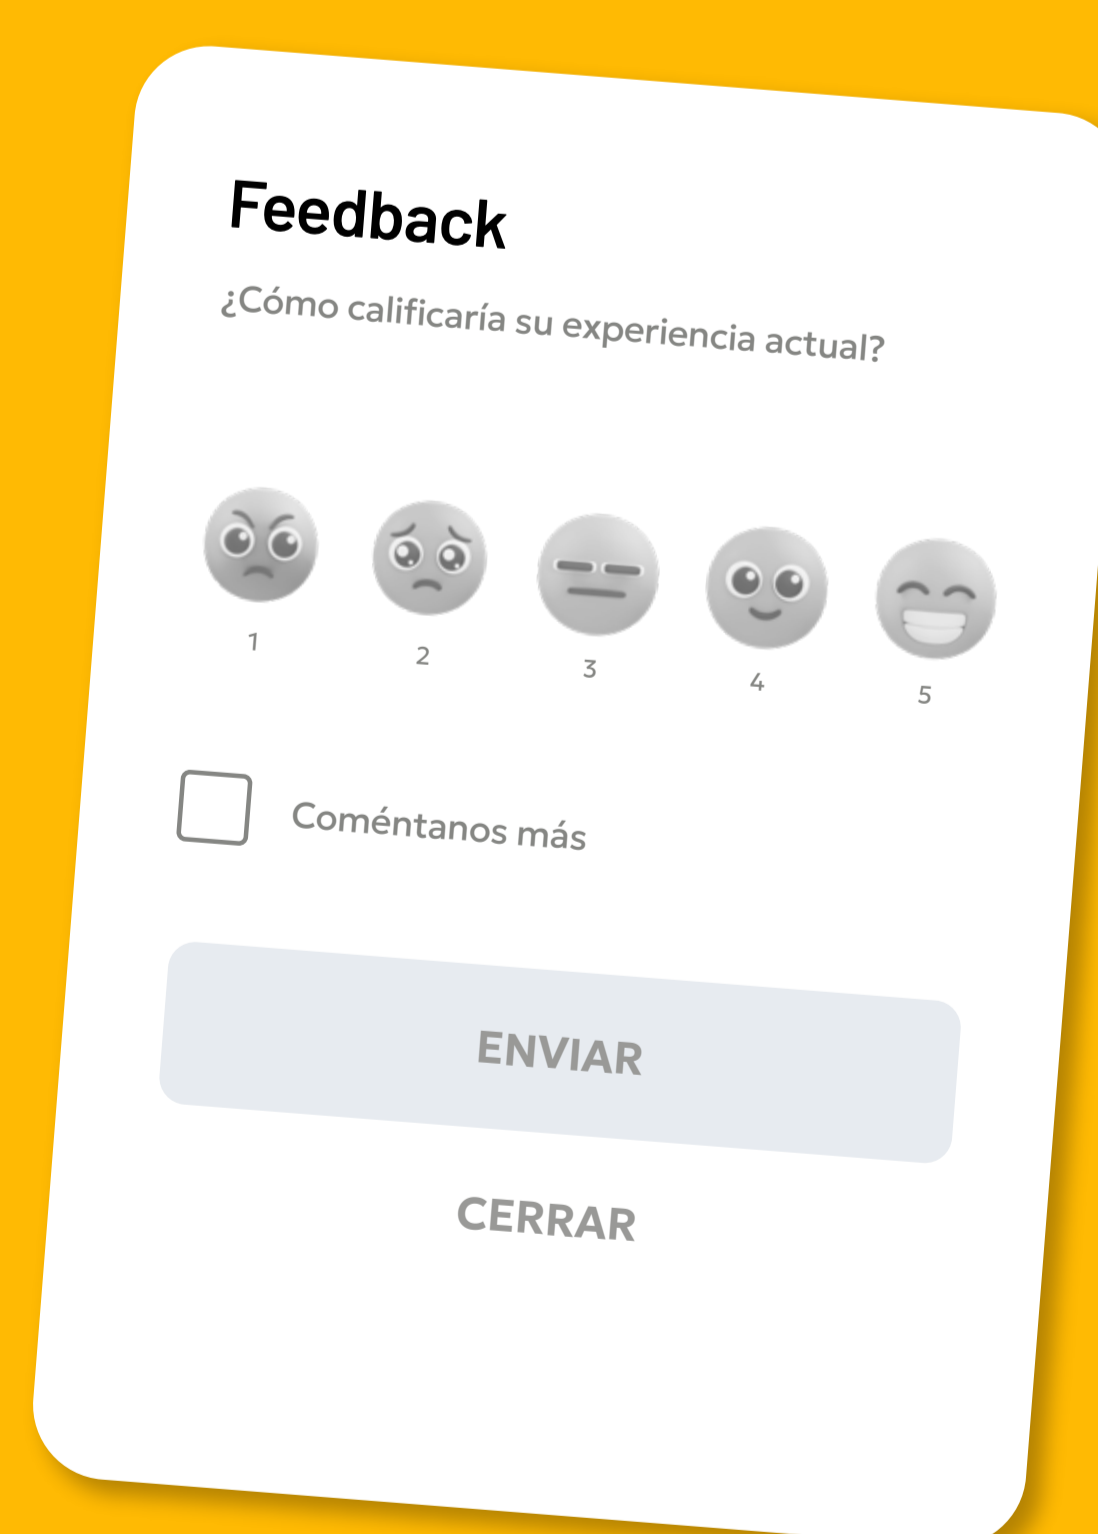 Feedback
¿Cómo calificaría su experiencia actual?
1 2 3 4 5
Coméntanos más
ENVIAR
CERRAR